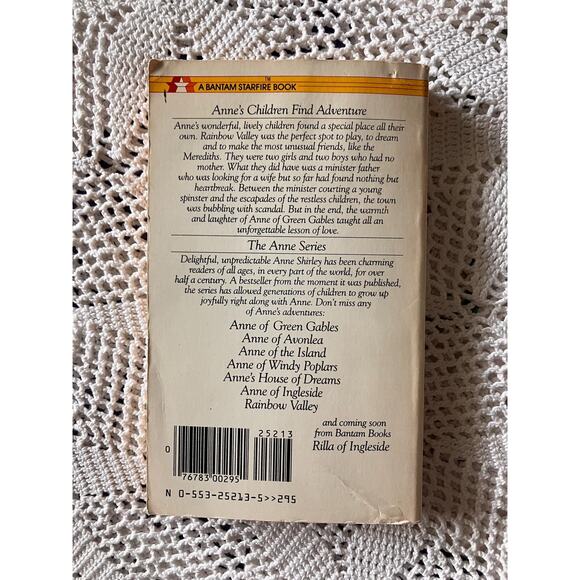 TM
A BANTAM STARFIRE BOOK
Anne's Children Find Adventure
Anne's wonderful, lively children found a special place all their
own. Rainbow Valley was the perfect spot to play, to dream
and to make the most unusual friends, like the
Merediths. They were two girls and two boys who had no
mother. What they did have was a minister father
who was looking for a wife but so far had found nothing but
heartbreak. Between the minister courting a young
spinster and the escapades of the restless children, the town
was bubbling with scandal. But in the end, the warmth
and laughter of Anne of Green Gables taught all an
unforgettable lesson of love.
The Anne Series
Delightful, unpredictable Anne Shirley has been charming
readers of all ages, in every part of the world, for over
half a century. A bestseller from the moment it was published,
the series has allowed generations of children to grow up
joyfully right along with Anne. Don't miss any
of Anne's adventures:
Anne of Green Gables
Anne of Avonlea
Anne of the Island
Anne of Windy Poplars
Anne's House of Dreams
Anne of Ingleside
Rainbow Valley
and coming soon
from Bantam Books
Rilla of Ingleside
25213
0
76783 00295
N 0-553-25213-5>>295